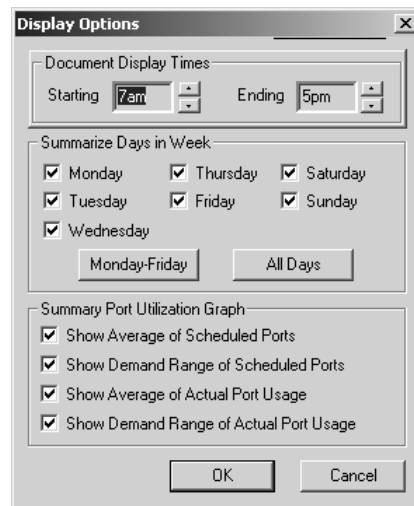 Display Options
Document Display Times
Starting 7am Ending 5pm
Summarize Days in Week
Monday Thursday Saturday
Tuesday Friday Sunday
Wednesday
Monday-Friday All Days
Summary Port Utilization Graph
Show Average of Scheduled Ports
Show Demand Range of Scheduled Ports
Show Average of Actual Port Usage
Show Demand Range of Actual Port Usage
OK Cancel